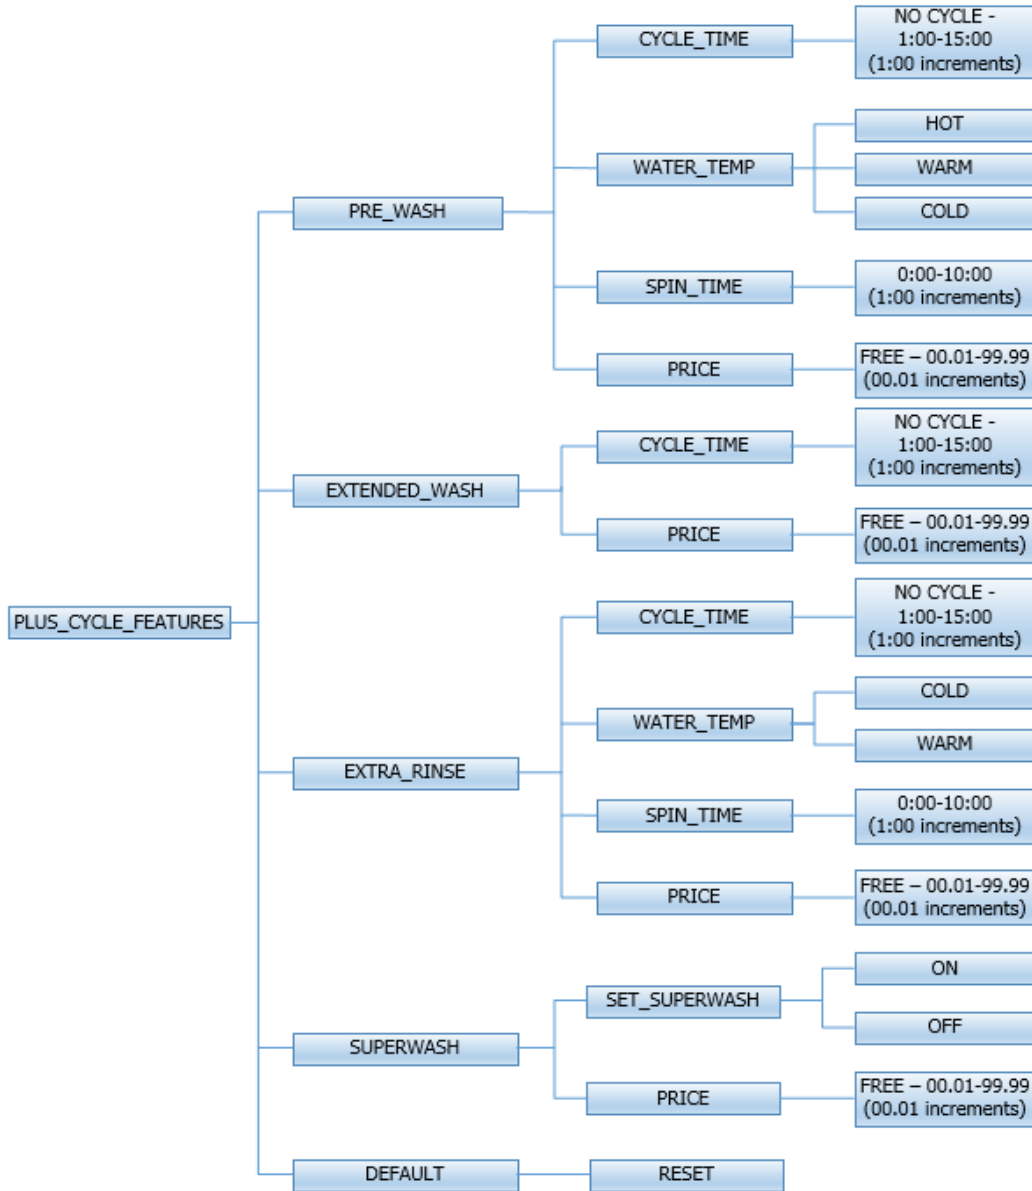 PLUS_CYCLE_FEATURES
PRE_WASH
CYCLE_TIME
NO CYCLE -
1:00-15:00
(1:00 increments)
WATER_TEMP
HOT
WARM
COLD
SPIN_TIME
0:00-10:00
(1:00 increments)
PRICE
FREE – 00.01-99.99
(00.01 increments)
EXTENDED_WASH
CYCLE_TIME
NO CYCLE -
1:00-15:00
(1:00 increments)
PRICE
FREE – 00.01-99.99
(00.01 increments)
EXTRA_RINSE
CYCLE_TIME
NO CYCLE -
1:00-15:00
(1:00 increments)
WATER_TEMP
COLD
WARM
SPIN_TIME
0:00-10:00
(1:00 increments)
PRICE
FREE – 00.01-99.99
(00.01 increments)
SUPERWASH
SET_SUPERWASH
ON
OFF
PRICE
FREE – 00.01-99.99
(00.01 increments)
DEFAULT
RESET